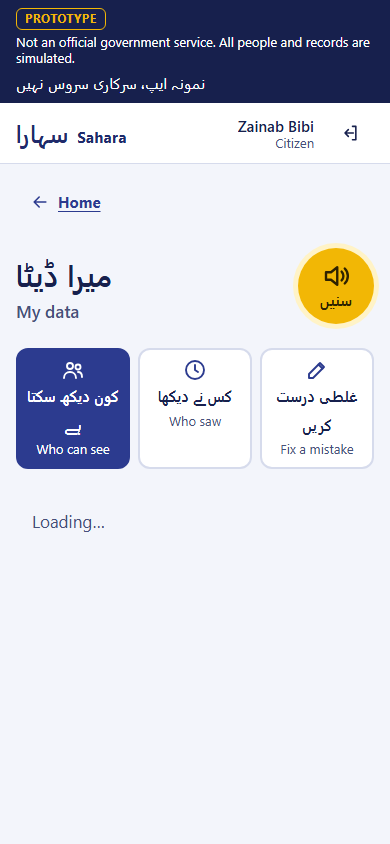 PROTOTYPE
Not an official government service. All people and records are
simulated.
نمونہ ایپ، سرکاری سروس نہیں
سہارا Sahara
Zainab Bibi
Citizen
Home
میرا ڈیٹا
My data
سنیں
کون دیکھ سکتا
ہے
Who can see
کس نے دیکھا
Who saw
غلطی درست
کریں
Fix a mistake
Loading...